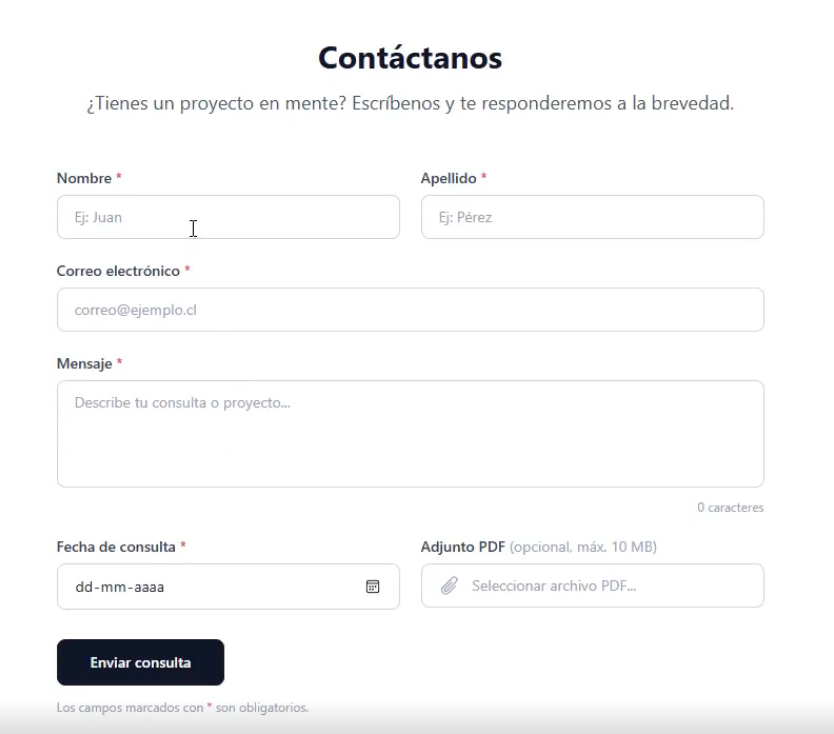 Contáctanos
¿Tienes un proyecto en mente? Escríbenos y te responderemos a la brevedad.
Nombre * Apellido *
Ej: Juan Ej: Pérez
Correo electrónico *
correo@ejemplo.cl
Mensaje *
Describe tu consulta o proyecto...
0 caracteres
Fecha de consulta * Adjunto PDF (opcional, máx. 10 MB)
dd-mm-aaaa Seleccionar archivo PDF...
Enviar consulta
Los campos marcados con * son obligatorios.